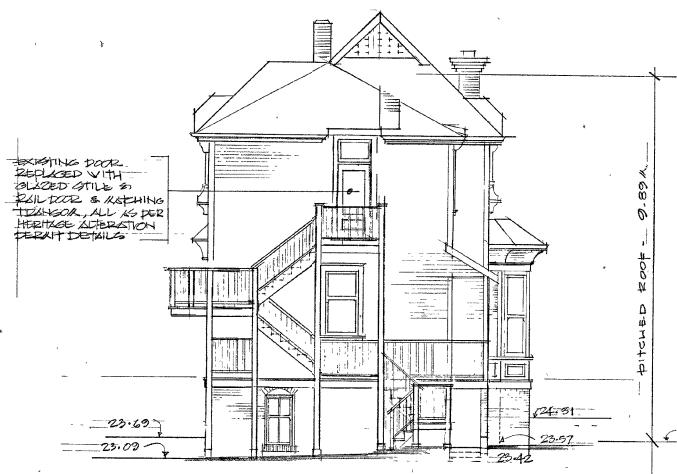 EXISTING DOOR
REPLACED WITH
GLAZED STILE &
RAIL DOOR & MATCHING
TRANSOM, ALL AS PER
HERITAGE ALTERATION
PERMIT DETAILS
PITCHED ROOF - 9.89 M
23.69
23.09
24.31
23.57
23.42